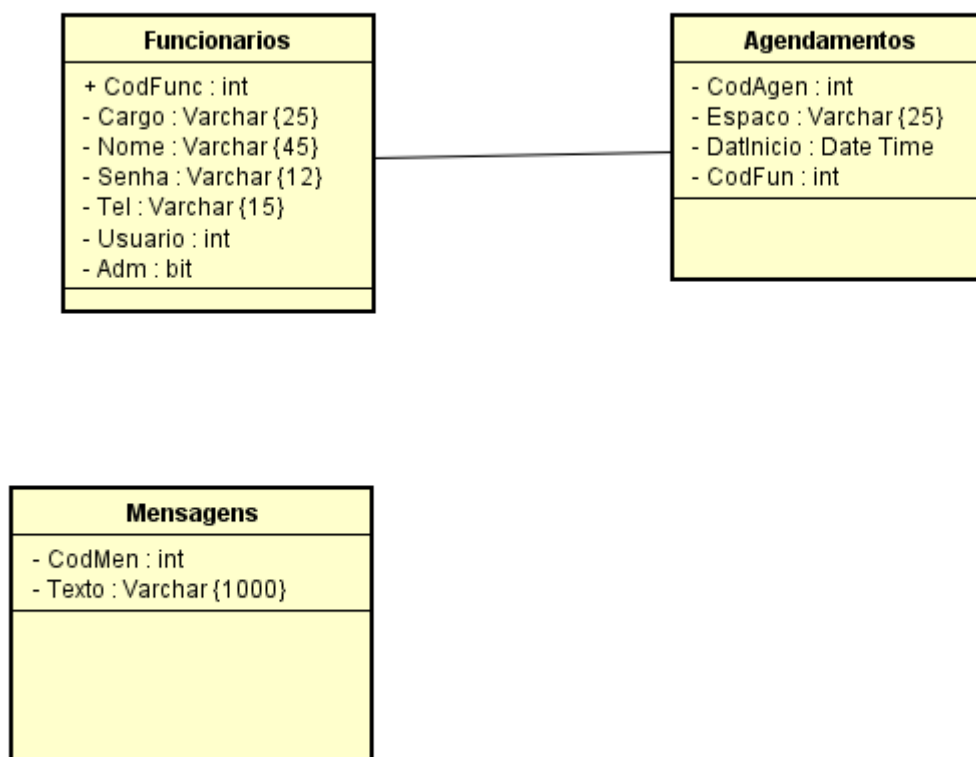 Funcionarios
+ CodFunc : int
- Cargo : Varchar {25}
- Nome : Varchar {45}
- Senha : Varchar {12}
- Tel : Varchar {15}
- Usuario : int
- Adm : bit
Agendamentos
- CodAgen : int
- Espaco : Varchar {25}
- DatInicio : Date Time
- CodFun : int
Mensagens
- CodMen : int
- Texto : Varchar {1000}